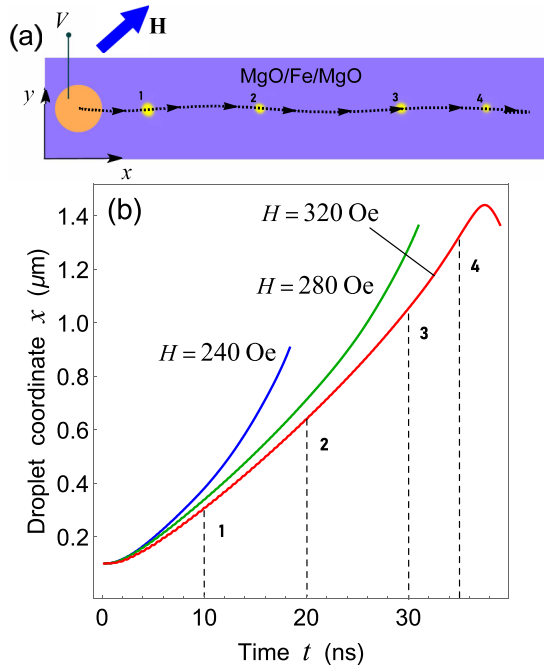 (a)
V
H
MgO/Fe/MgO
1
2
3
4
y
x
(b)
H = 320 Oe
H = 280 Oe
H = 240 Oe
1
2
3
4
1.4
1.2
1.0
0.8
0.6
0.4
0.2
Droplet coordinate x (μm)
0
10
20
30
Time t (ns)